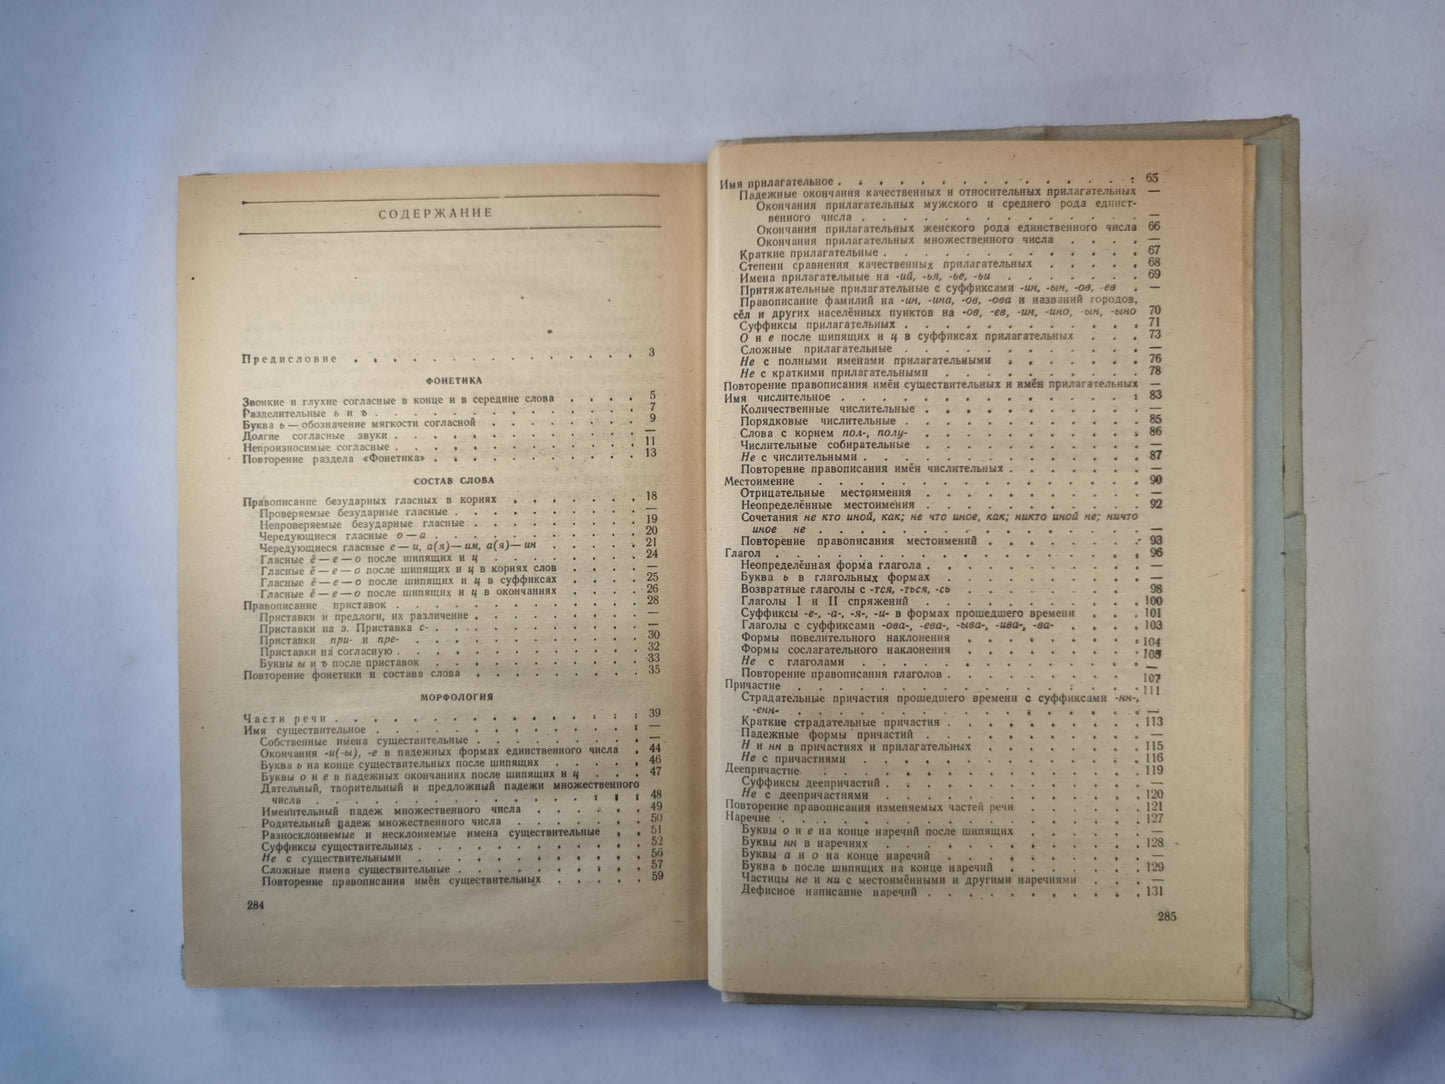 СОДЕРЖАНИЕ
Предисловие . . . . . . . . . . . . . . 3
ФОНЕТИКА
Звонкие и глухие согласные в конце и в середине слова . . . . 5
Разделительные ь и ъ . . . . . . . . . . . . 7
Буква ь — обозначение мягкости согласной . . . . . . . 9
Долгие согласные звуки . . . . . . . . . . . —
Непроизносимые согласные . . . . . . . . . . . 11
Повторение раздела «Фонетика» . . . . . . . . . . 13
СОСТАВ СЛОВА
Правописание безударных гласных в корнях . . . . . . . 18
Проверяемые безударные гласные . . . . . . . . . —
Непроверяемые безударные гласные . . . . . . . . 19
Чередующиеся гласные о — а . . . . . . . . . . 20
Чередующиеся гласные е — и, а(я) — им, а(я) — ин . . . . . 21
Гласные ё — е — о после шипящих и ц . . . . . . . . 24
Гласные ё — е — о после шипящих и ц в корнях слов . . . . —
Гласные ё — е — о после шипящих и ц в суффиксах . . . . 25
Гласные ё — е — о после шипящих и ц в окончаниях . . . . 26
Правописание приставок . . . . . . . . . . . 28
Приставки и предлоги, их различение . . . . . . . . —
Приставки на з. Приставка с- . . . . . . . . . . —
Приставки при- и пре- . . . . . . . . . . . 30
Приставки на согласную . . . . . . . . . . . 32
Буквы ы и ъ после приставок . . . . . . . . . 33
Повторение фонетики и состава слова . . . . . . . . 35
МОРФОЛОГИЯ
Части речи . . . . . . . . . . . . . . 39
Имя существительное . . . . . . . . . . . . —
Собственные имена существительные . . . . . . . . —
Окончания -и(-ы), -е в падежных формах единственного числа . 44
Буква ь на конце существительных после шипящих . . . . . 46
Буквы о и е в падежных окончаниях после шипящих и ц . . . 47
Дательный, творительный и предложный падежи множественного
числа . . . . . . . . . . . . . . 48
Именительный падеж множественного числа . . . . . . 49
Родительный падеж множественного числа . . . . . . . 50
Разносклоняемые и несклоняемые имена существительные . . 51
Суффиксы существительных . . . . . . . . . . 52
Не с существительными . . . . . . . . . . . 56
Сложные имена существительные . . . . . . . . . 57
Повторение правописания имён существительных . . . . . 59
284
Имя прилагательное . . . . . . . . . . . . . 65
Падежные окончания качественных и относительных прилагательных —
Окончания прилагательных мужского и среднего рода единст-
венного числа . . . . . . . . . . . . —
Окончания прилагательных женского рода единственного числа 66
Окончания прилагательных множественного числа . . . . —
Краткие прилагательные . . . . . . . . . . . 67
Степени сравнения качественных прилагательных . . . . . 68
Имена прилагательные на -ий, -ья, -ье, -ьи . . . . . . . 69
Притяжательные прилагательные с суффиксами -ин, -ын, -ов, -ев . —
Правописание фамилий на -ин, -ина, -ов, -ова и названий городов,
сёл и других населённых пунктов на -ов, -ев, -ин, -ино, -ын, -ыно 70
Суффиксы прилагательных . . . . . . . . . . 71
О и е после шипящих и ц в суффиксах прилагательных . . . 73
Сложные прилагательные . . . . . . . . . . .
Не с полными именами прилагательными . . . . . . . 76
Не с краткими прилагательными . . . . . . . . . 78
Повторение правописания имён существительных и имён прилагательных —
Имя числительное . . . . . . . . . . . . . 83
Количественные числительные . . . . . . . . . . —
Порядковые числительные . . . . . . . . . . . 85
Слова с корнем пол-, полу- . . . . . . . . . . 86
Числительные собирательные . . . . . . . . . . —
Не с числительными . . . . . . . . . . . . 87
Повторение правописания имён числительных . . . . . . —
Местоимение . . . . . . . . . . . . . . 90
Отрицательные местоимения . . . . . . . . . . —
Неопределённые местоимения . . . . . . . . . . 92
Сочетания не кто иной, как; не что иное, как; никто иной не; ничто
иное не . . . . . . . . . . . . . —
Повторение правописания местоимений . . . . . . . . 93
Глагол . . . . . . . . . . . . . . . 96
Неопределённая форма глагола . . . . . . . . . . —
Буква ь в глагольных формах . . . . . . . . . —
Возвратные глаголы с -тся, -ться, -сь . . . . . . . . 98
Глаголы I и II спряжений . . . . . . . . . . 100
Суффиксы -е-, -а-, -я-, -и- в формах прошедшего времени . . . 101
Глаголы с суффиксами -ова-, -ева-, -ыва-, -ива-, -ва- . . . . 103
Формы повелительного наклонения . . . . . . . . . 104
Формы сослагательного наклонения . . . . . . . . . 105
Не с глаголами . . . . . . . . . . . . —
Повторение правописания глаголов . . . . . . . . . 107
Причастие . . . . . . . . . . . . . . 111
Страдательные причастия прошедшего времени с суффиксами -нн-,
-енн- . . . . . . . . . . . . . . —
Краткие страдательные причастия . . . . . . . . . 113
Падежные формы причастий . . . . . . . . . . —
Н и нн в причастиях и прилагательных . . . . . . . 115
Не с причастиями . . . . . . . . . . . . 116
Деепричастие . . . . . . . . . . . . . . 119
Суффиксы деепричастий . . . . . . . . . . . —
Не с деепричастиями . . . . . . . . . . . 120
Повторение правописания изменяемых частей речи . . . . . 121
Наречие . . . . . . . . . . . . . . . 127
Буквы о и е на конце наречий после шипящих . . . . . . —
Буквы нн в наречиях . . . . . . . . . . . 128
Буквы а и о на конце наречий . . . . . . . . . —
Буква ь после шипящих на конце наречий . . . . . . . 129
Частицы не и ни с местоимёнными и другими наречиями . . . —
Дефисное написание наречий . . . . . . . . . . 131
285